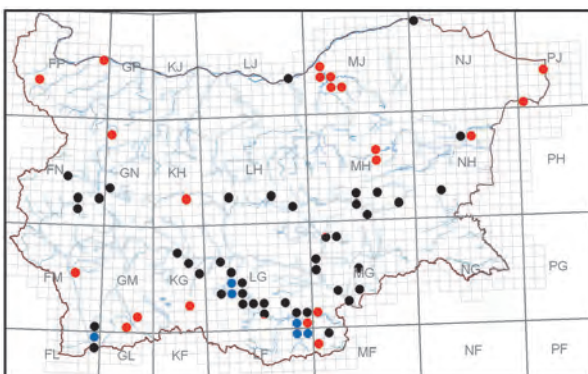 FP GP KJ LJ MJ NJ PJ
FN GN KH LH MH NH PH
FM GM KG LG MG NG PG
FL GL KF LF MF NF PF